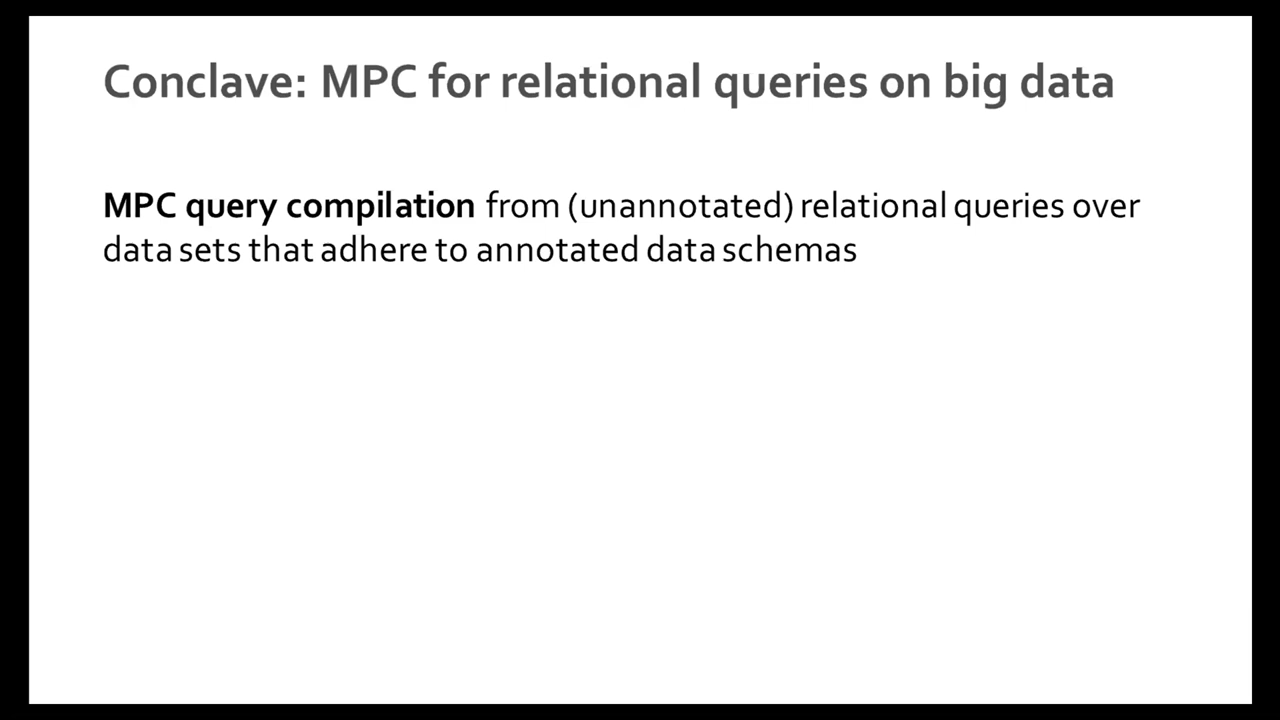 Conclave: MPC for relational queries on big data
MPC query compilation from (unannotated) relational queries over
data sets that adhere to annotated data schemas